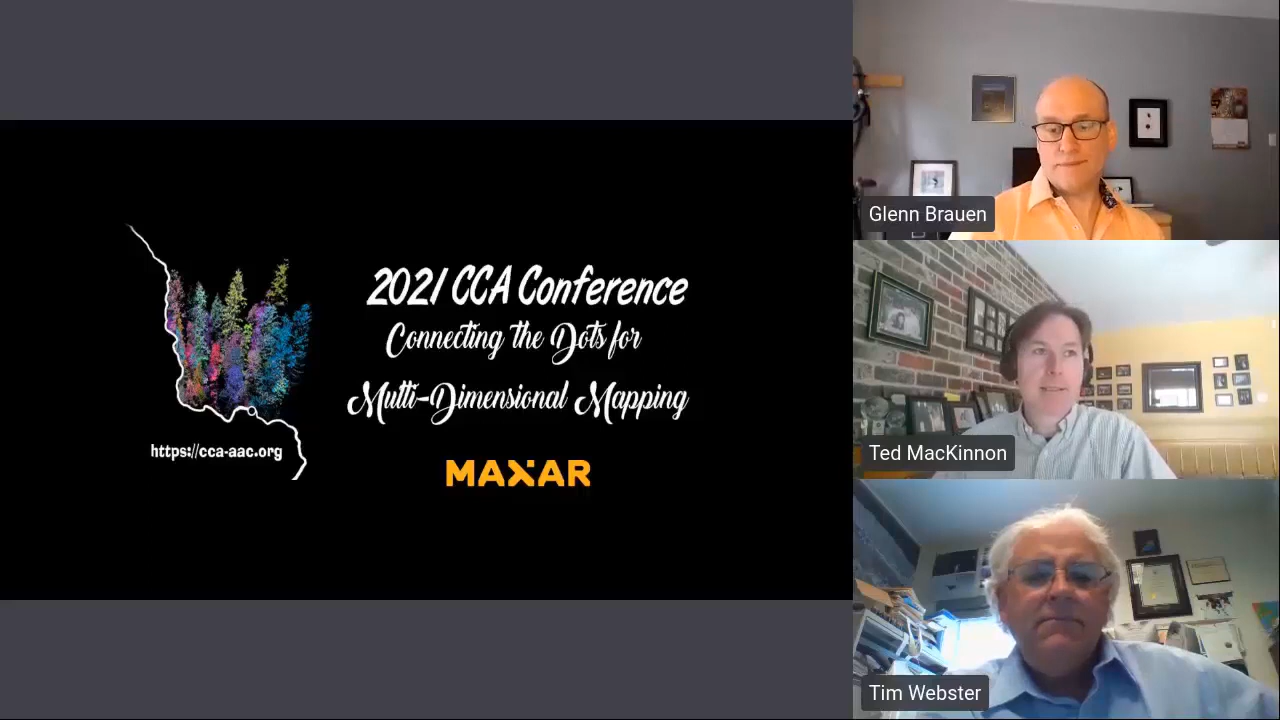 2021 CCA Conference
Connecting the Dots for
Multi-Dimensional Mapping
https://cca-aac.org
MAXAR
Glenn Brauen
Ted MacKinnon
Tim Webster